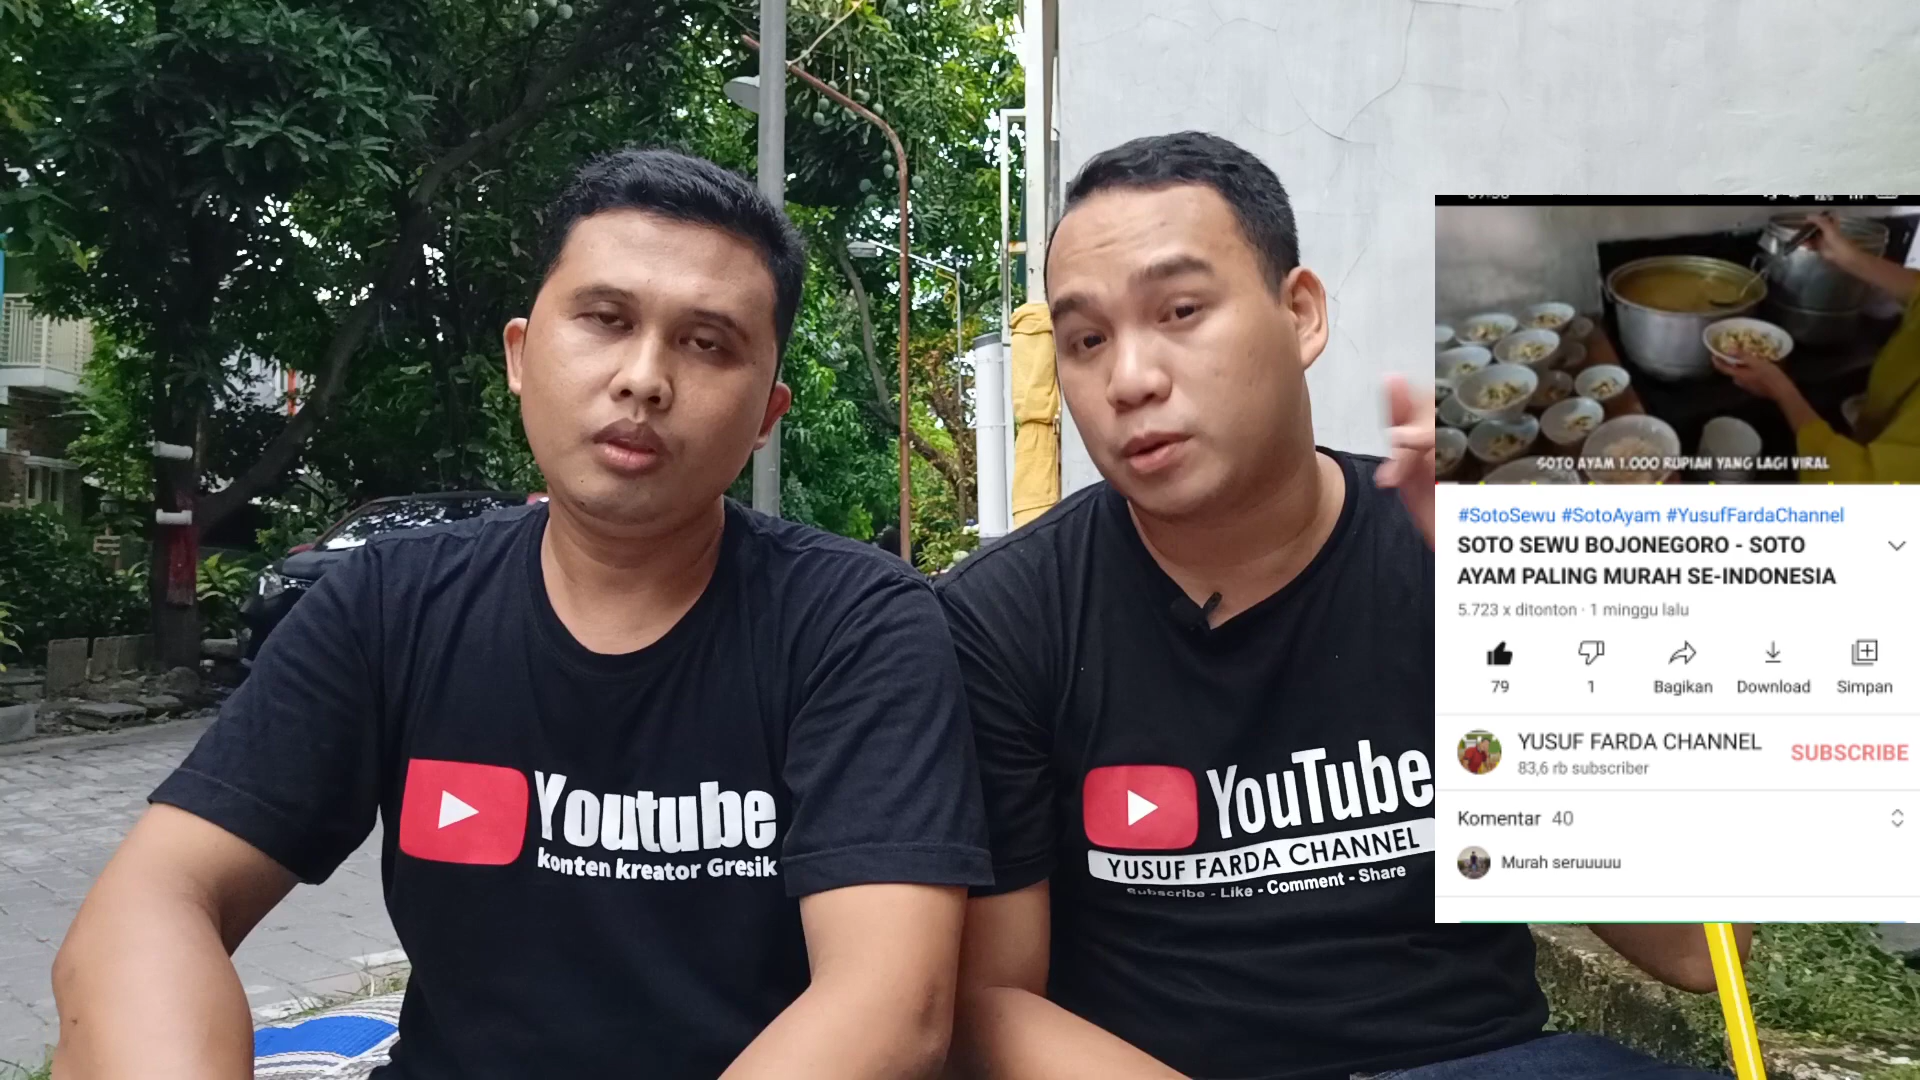 Youtube
konten kreator Gresik
YouTube
YUSUF FARDA CHANNEL
Subscribe - Like - Comment - Share
SOTO AYAM 1.000 RUPIAH YANG LAGI VIRAL
#SotoSewu #SotoAyam #YusufFardaChannel
SOTO SEWU BOJONEGORO - SOTO
AYAM PALING MURAH SE-INDONESIA
5.723 x ditonton · 1 minggu lalu
79
1
Bagikan
Download
Simpan
YUSUF FARDA CHANNEL
SUBSCRIBE
83,6 rb subscriber
Komentar 40
Murah seruuuuu